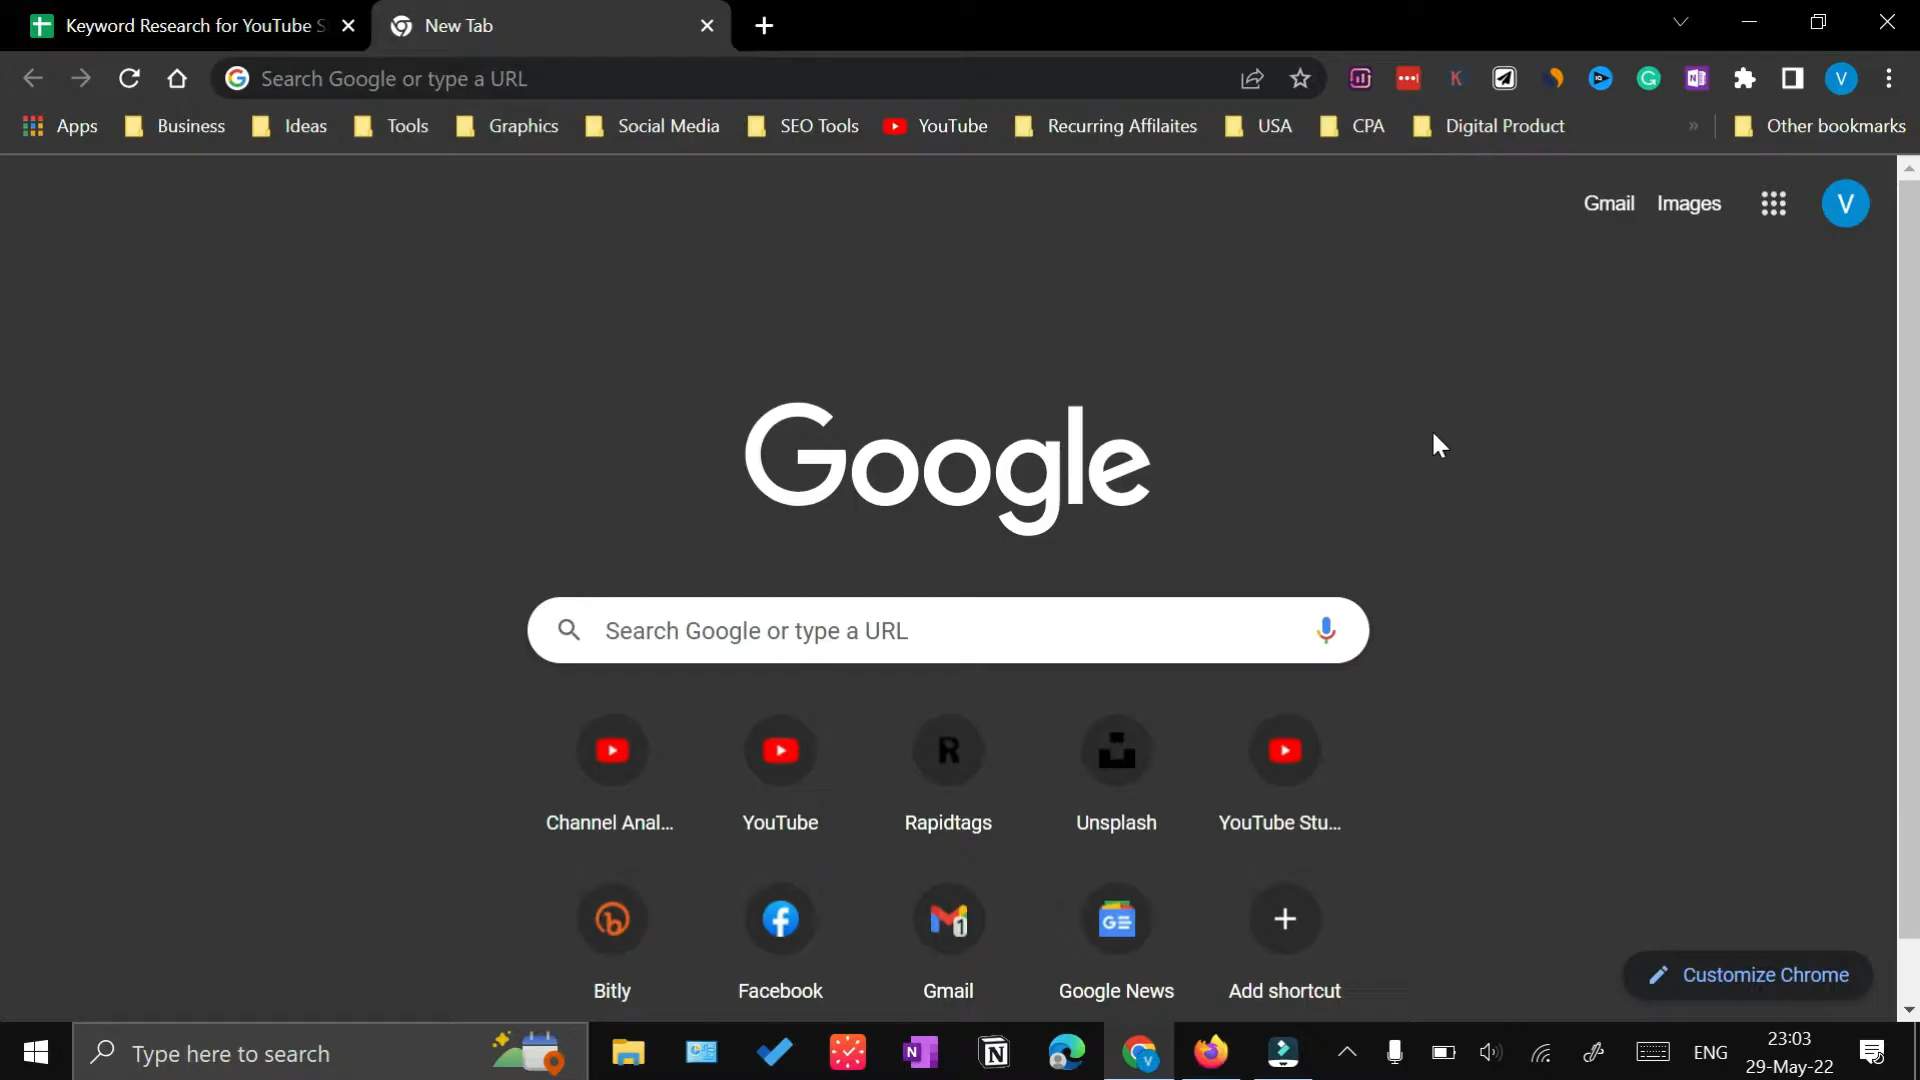 Keyword Research for YouTube S
New Tab
Search Google or type a URL
Apps
Business
Ideas
Tools
Graphics
Social Media
SEO Tools
YouTube
Recurring Affilaites
USA
CPA
Digital Product
»
Other bookmarks
Gmail
Images
V
Google
Search Google or type a URL
Channel Anal...
YouTube
Rapidtags
Unsplash
YouTube Stu...
Bitly
Facebook
Gmail
Google News
Add shortcut
Customize Chrome
Type here to search
ENG
23:03
29-May-22